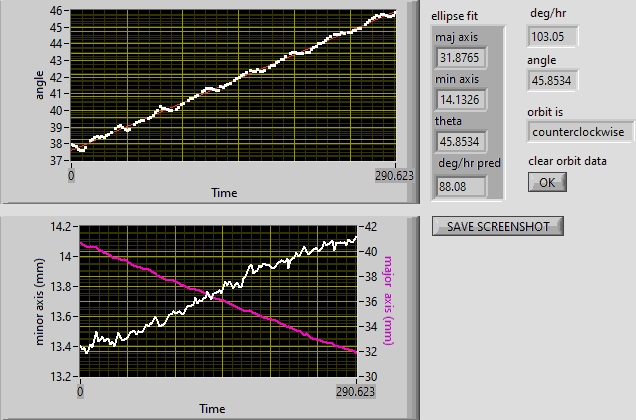 46
45
44
43
42
41
40
39
38
37
angle
0
290.623
Time
ellipse fit
maj axis
31.8765
min axis
14.1326
theta
45.8534
deg/hr pred
88.08
deg/hr
103.05
angle
45.8534
orbit is
counterclockwise
clear orbit data
OK
SAVE SCREENSHOT
14.2
14
13.8
13.6
13.4
13.2
minor axis (mm)
42
40
38
36
34
32
30
major axis (mm)
0
290.623
Time